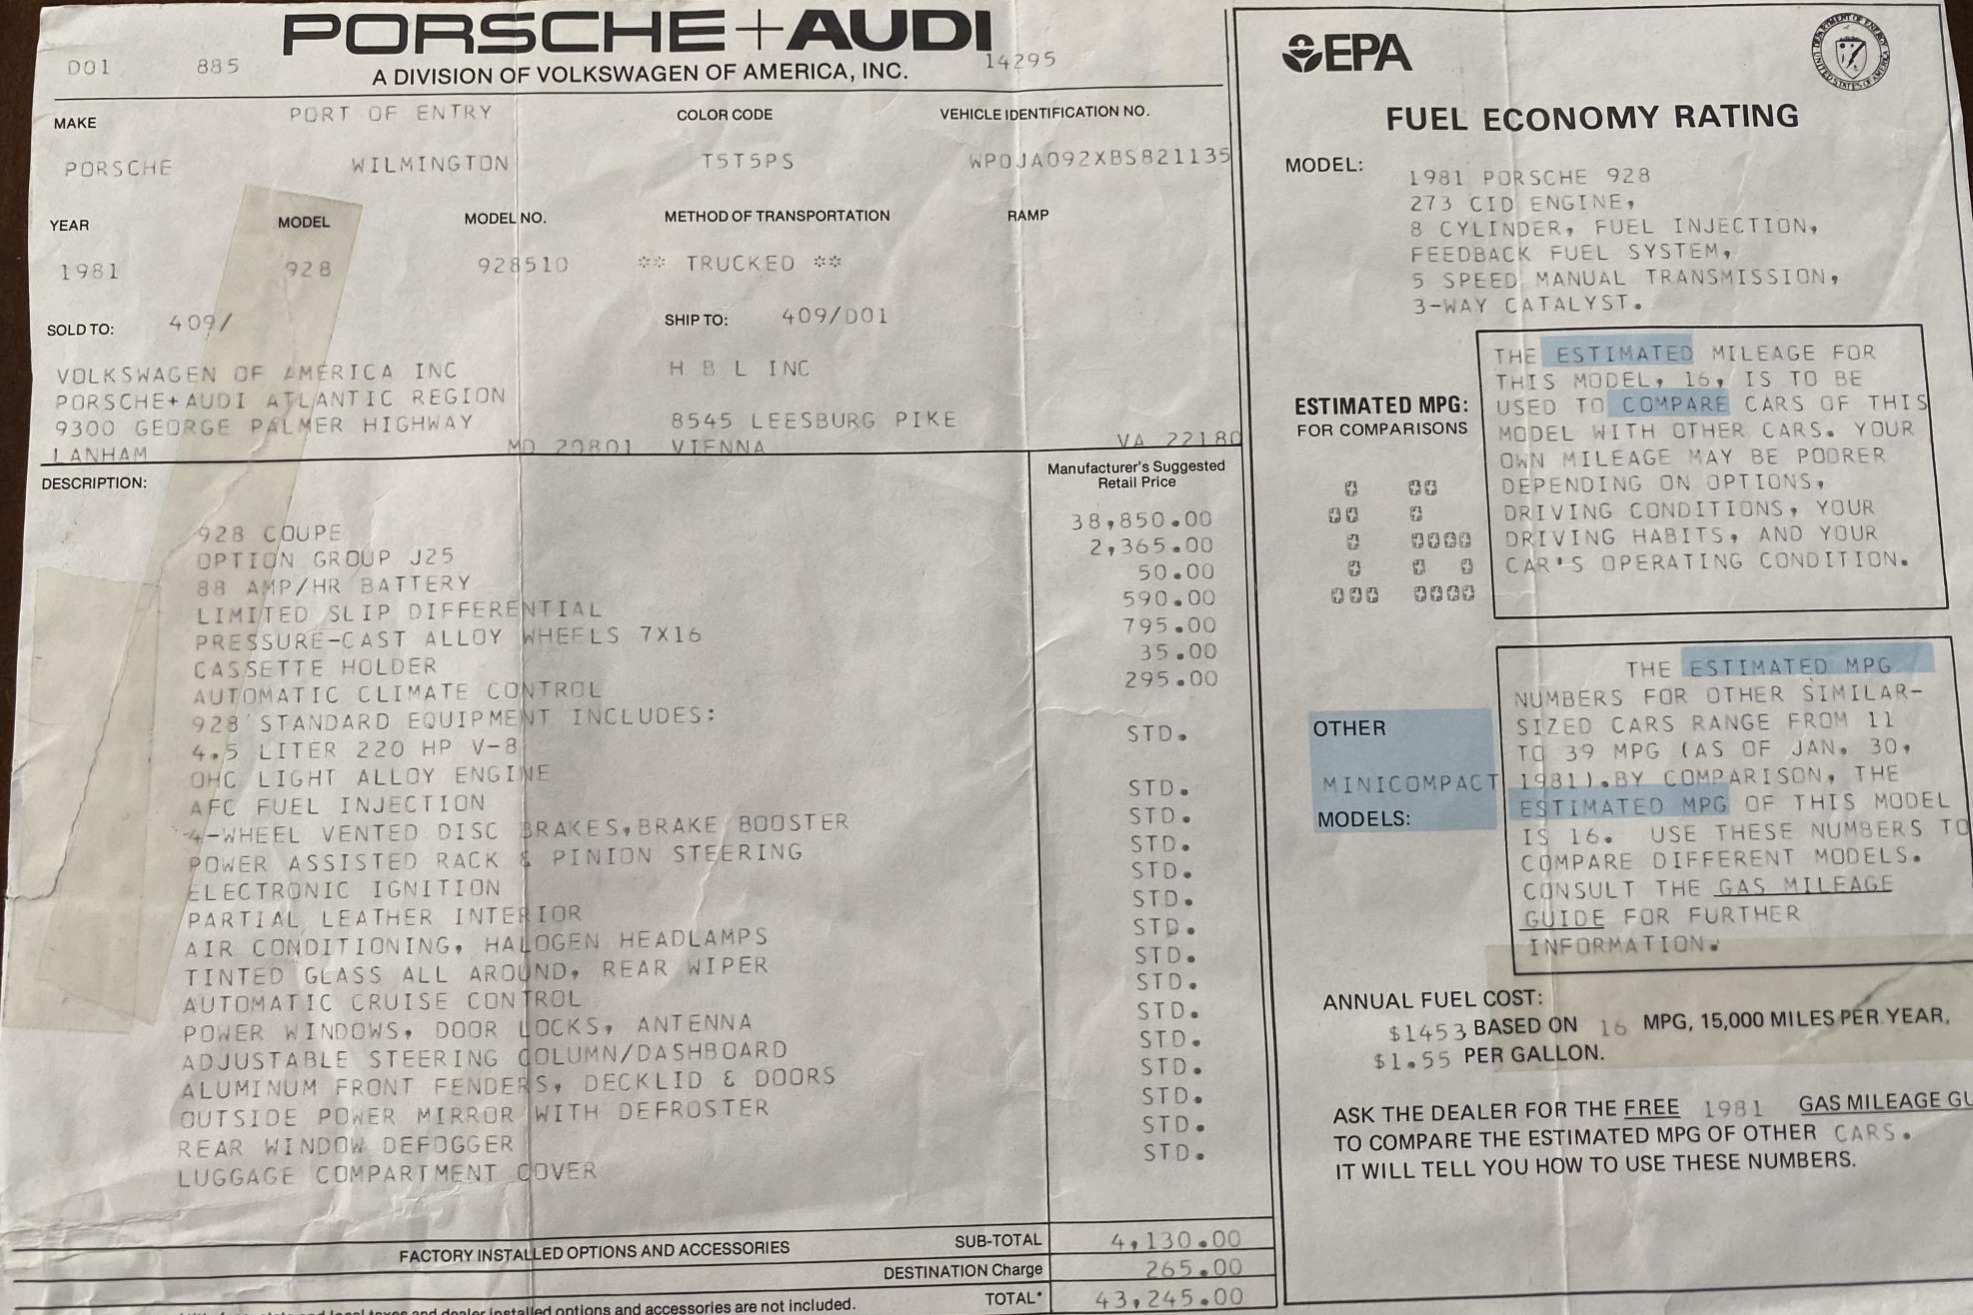 PORSCHE+AUDI
D01 885 14295
A DIVISION OF VOLKSWAGEN OF AMERICA, INC.
MAKE PORT OF ENTRY COLOR CODE VEHICLE IDENTIFICATION NO.
PORSCHE WILMINGTON T5T5PS WP0JA092XBS821135
YEAR MODEL MODEL NO. METHOD OF TRANSPORTATION RAMP
1981 928 928510 ** TRUCKED **
SOLD TO: 409/ SHIP TO: 409/D01
VOLKSWAGEN OF AMERICA INC H B L INC
PORSCHE+AUDI ATLANTIC REGION
9300 GEORGE PALMER HIGHWAY 8545 LEESBURG PIKE
LANHAM MD 20801 VIENNA VA 22180
DESCRIPTION: Manufacturer's Suggested
Retail Price
928 COUPE 38,850.00
OPTION GROUP J25 2,365.00
88 AMP/HR BATTERY 50.00
LIMITED SLIP DIFFERENTIAL 590.00
PRESSURE-CAST ALLOY WHEELS 7X16 795.00
CASSETTE HOLDER 35.00
AUTOMATIC CLIMATE CONTROL 295.00
928 STANDARD EQUIPMENT INCLUDES:
4.5 LITER 220 HP V-8 STD.
OHC LIGHT ALLOY ENGINE
AFC FUEL INJECTION STD.
4-WHEEL VENTED DISC BRAKES,BRAKE BOOSTER STD.
POWER ASSISTED RACK & PINION STEERING STD.
ELECTRONIC IGNITION STD.
PARTIAL LEATHER INTERIOR STD.
AIR CONDITIONING, HALOGEN HEADLAMPS STD.
TINTED GLASS ALL AROUND, REAR WIPER STD.
AUTOMATIC CRUISE CONTROL STD.
POWER WINDOWS, DOOR LOCKS, ANTENNA STD.
ADJUSTABLE STEERING COLUMN/DASHBOARD STD.
ALUMINUM FRONT FENDERS, DECKLID & DOORS STD.
OUTSIDE POWER MIRROR WITH DEFROSTER STD.
REAR WINDOW DEFOGGER STD.
LUGGAGE COMPARTMENT COVER STD.
FACTORY INSTALLED OPTIONS AND ACCESSORIES SUB-TOTAL 4,130.00
DESTINATION Charge 265.00
local taxes and dealer installed options and accessories are not included. TOTAL* 43,245.00
EPA
DEPARTMENT OF ENERGY
UNITED STATES OF AMERICA
FUEL ECONOMY RATING
MODEL: 1981 PORSCHE 928
273 CID ENGINE,
8 CYLINDER, FUEL INJECTION,
FEEDBACK FUEL SYSTEM,
5 SPEED MANUAL TRANSMISSION,
3-WAY CATALYST.
ESTIMATED MPG:
FOR COMPARISONS
16
THE ESTIMATED MILEAGE FOR
THIS MODEL, 16, IS TO BE
USED TO COMPARE CARS OF THIS
MODEL WITH OTHER CARS. YOUR
OWN MILEAGE MAY BE POORER
DEPENDING ON OPTIONS,
DRIVING CONDITIONS, YOUR
DRIVING HABITS, AND YOUR
CAR'S OPERATING CONDITION.
OTHER
MINICOMPACT
MODELS:
THE ESTIMATED MPG
NUMBERS FOR OTHER SIMILAR-
SIZED CARS RANGE FROM 11
TO 39 MPG (AS OF JAN. 30,
1981).BY COMPARISON, THE
ESTIMATED MPG OF THIS MODEL
IS 16. USE THESE NUMBERS TO
COMPARE DIFFERENT MODELS.
CONSULT THE GAS MILEAGE
GUIDE FOR FURTHER
INFORMATION.
ANNUAL FUEL COST:
$1453 BASED ON 16 MPG, 15,000 MILES PER YEAR,
$1.55 PER GALLON.
ASK THE DEALER FOR THE FREE 1981 GAS MILEAGE GU
TO COMPARE THE ESTIMATED MPG OF OTHER CARS.
IT WILL TELL YOU HOW TO USE THESE NUMBERS.